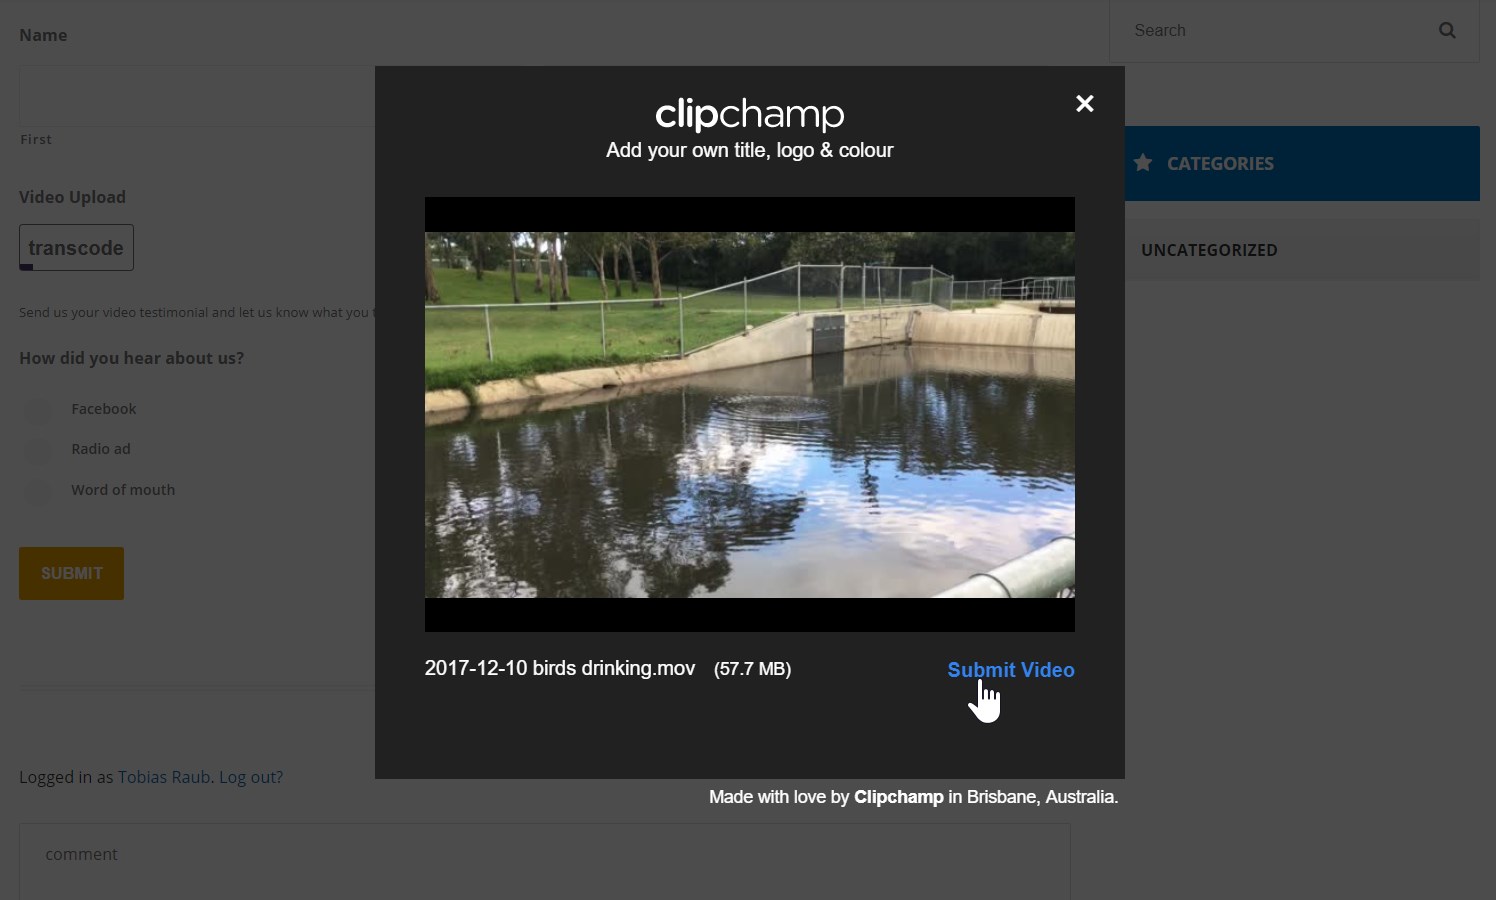 Name
First
Video Upload
transcode
Send us your video testimonial and let us know what you
How did you hear about us?
Facebook
Radio ad
Word of mouth
SUBMIT
Logged in as Tobias Raub. Log out?
comment
clipchamp
Add your own title, logo & colour
2017-12-10 birds drinking.mov (57.7 MB)
Submit Video
Made with love by Clipchamp in Brisbane, Australia.
Search
CATEGORIES
UNCATEGORIZED